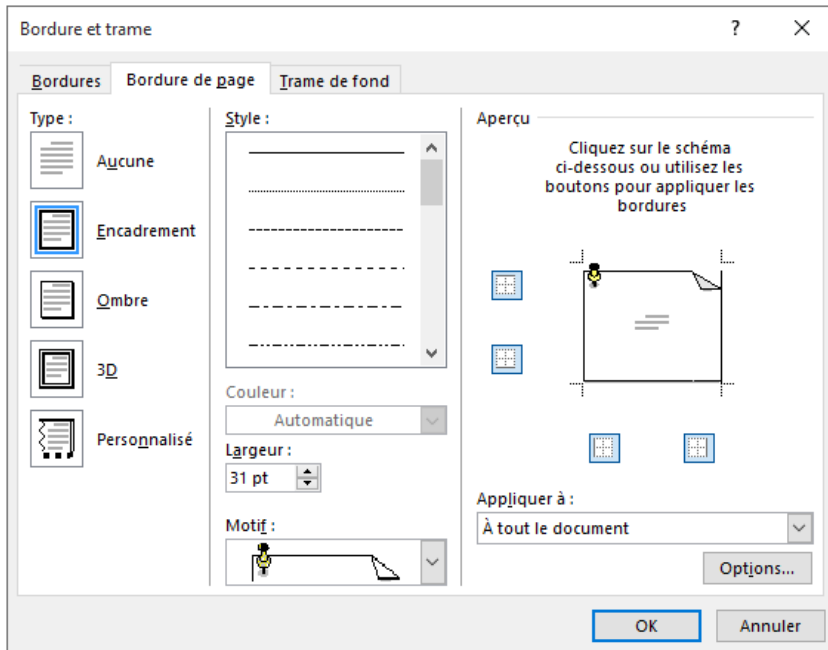 Bordure et trame
?
Bordures
Bordure de page
Trame de fond
Type :
Aucune
Encadrement
Ombre
3D
Personnalisé
Style :
Couleur :
Automatique
Largeur :
31 pt
Motif :
Aperçu
Cliquez sur le schéma
ci-dessous ou utilisez les
boutons pour appliquer les
bordures
Appliquer à :
À tout le document
Options...
OK
Annuler